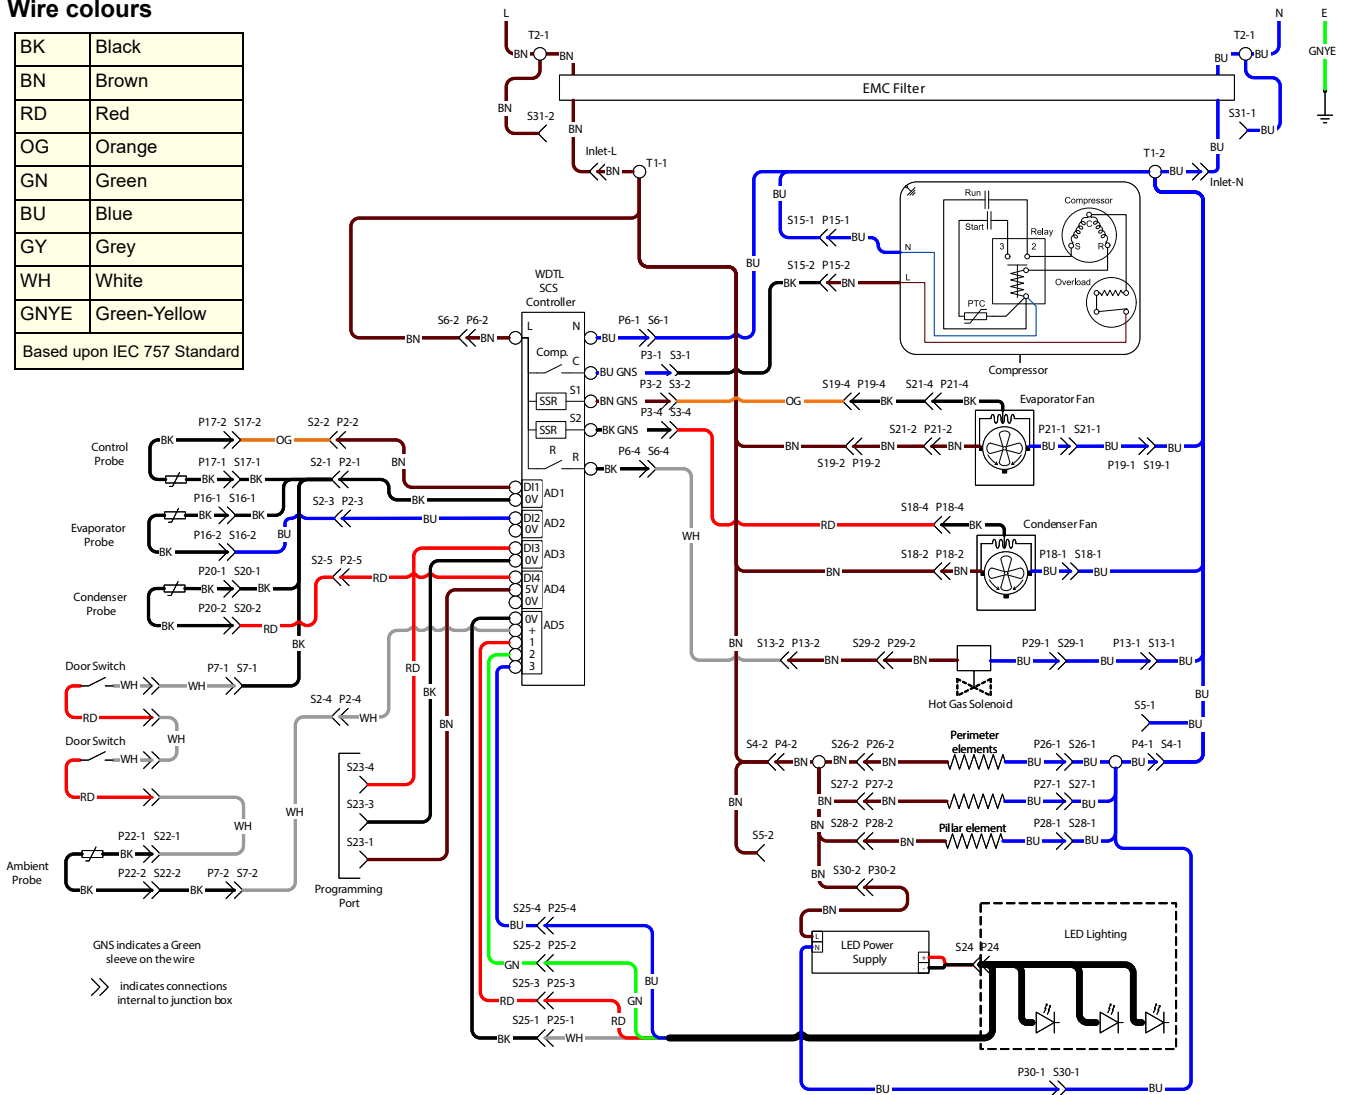 Wire colours
BK Black
BN Brown
RD Red
OG Orange
GN Green
BU Blue
GY Grey
WH White
GNYE Green-Yellow
Based upon IEC 757 Standard
L
N
E
T2-1
T2-1
BN
BN
BU
BU
GNYE
EMC Filter
BN
S31-2
BN
S31-1
BU
BU
Inlet-L
BN
T1-1
T1-2
BU
Inlet-N
BU
S15-1 P15-1
BU
N
S15-2 P15-2
BK
BN
L
BU
Run
Start
Relay
3
2
Compressor
C
S
R
Overload
PTC
Compressor
WDTL
SCS
Controller
S6-2 P6-2
BN
BN
L
N
BU
P6-1 S6-1
Comp.
C
BU GNS
P3-1 S3-1
SSR
S1
BN GNS
P3-2 S3-2
OG
S19-4 P19-4
BK
S21-4 P21-4
BK
Evaporator Fan
SSR
S2
BK GNS
P3-4 S3-4
R
R
BK
P6-4 S6-4
BN
S19-2 P19-2
S21-2 P21-2
BN
BN
P21-1 S21-1
BU
BU
P19-1 S19-1
BU
Control
Probe
P17-2 S17-2
BK
OG
S2-2 P2-2
BN
P17-1 S17-1
BK
BK
S2-1 P2-1
BK
DI1
0V
AD1
P16-1 S16-1
BK
BK
S2-3 P2-3
BU
DI2
0V
AD2
Evaporator
Probe
BU
P16-2 S16-2
BK
DI3
0V
AD3
P20-1 S20-1
BK
BK
S2-5 P2-5
RD
DI4
5V
0V
AD4
Condenser
Probe
P20-2 S20-2
BK
RD
0V
+
1
2
3
AD5
BK
WH
RD
S18-4 P18-4
BK
Condenser Fan
BN
S18-2 P18-2
BN
P18-1 S18-1
BU
BU
BN
S13-2 P13-2
BN
S29-2 P29-2
BN
P29-1 S29-1
BU
BU
P13-1 S13-1
BU
Hot Gas Solenoid
BU
S5-1
BU
Door Switch
WH
WH
P7-1 S7-1
RD
BK
BN
RD
WH
S2-4 P2-4
WH
Door Switch
WH
RD
WH
WH
S23-4
S23-3
S23-1
Programming
Port
Ambient
Probe
P22-1 S22-1
BK
P22-2 S22-2
BK
BK
P7-2 S7-2
S4-2 P4-2
BN
S26-2 P26-2
BN
Perimeter
elements
P26-1 S26-1
BU
BU
P4-1 S4-1
BU
BN
S27-2 P27-2
BN
BN
P27-1 S27-1
BU
BU
S5-2
BN
S28-2 P28-2
BN
Pillar element
P28-1 S28-1
BU
BU
BN
S30-2 P30-2
BN
GNS indicates a Green
sleeve on the wire
indicates connections
internal to junction box
S25-4 P25-4
BU
S25-2 P25-2
GN
S25-3 P25-3
RD
S25-1 P25-1
BK
WH
BU
GN
RD
L
N
LED Power
Supply
+
-
S24 P24
LED Lighting
P30-1 S30-1
BU
BU